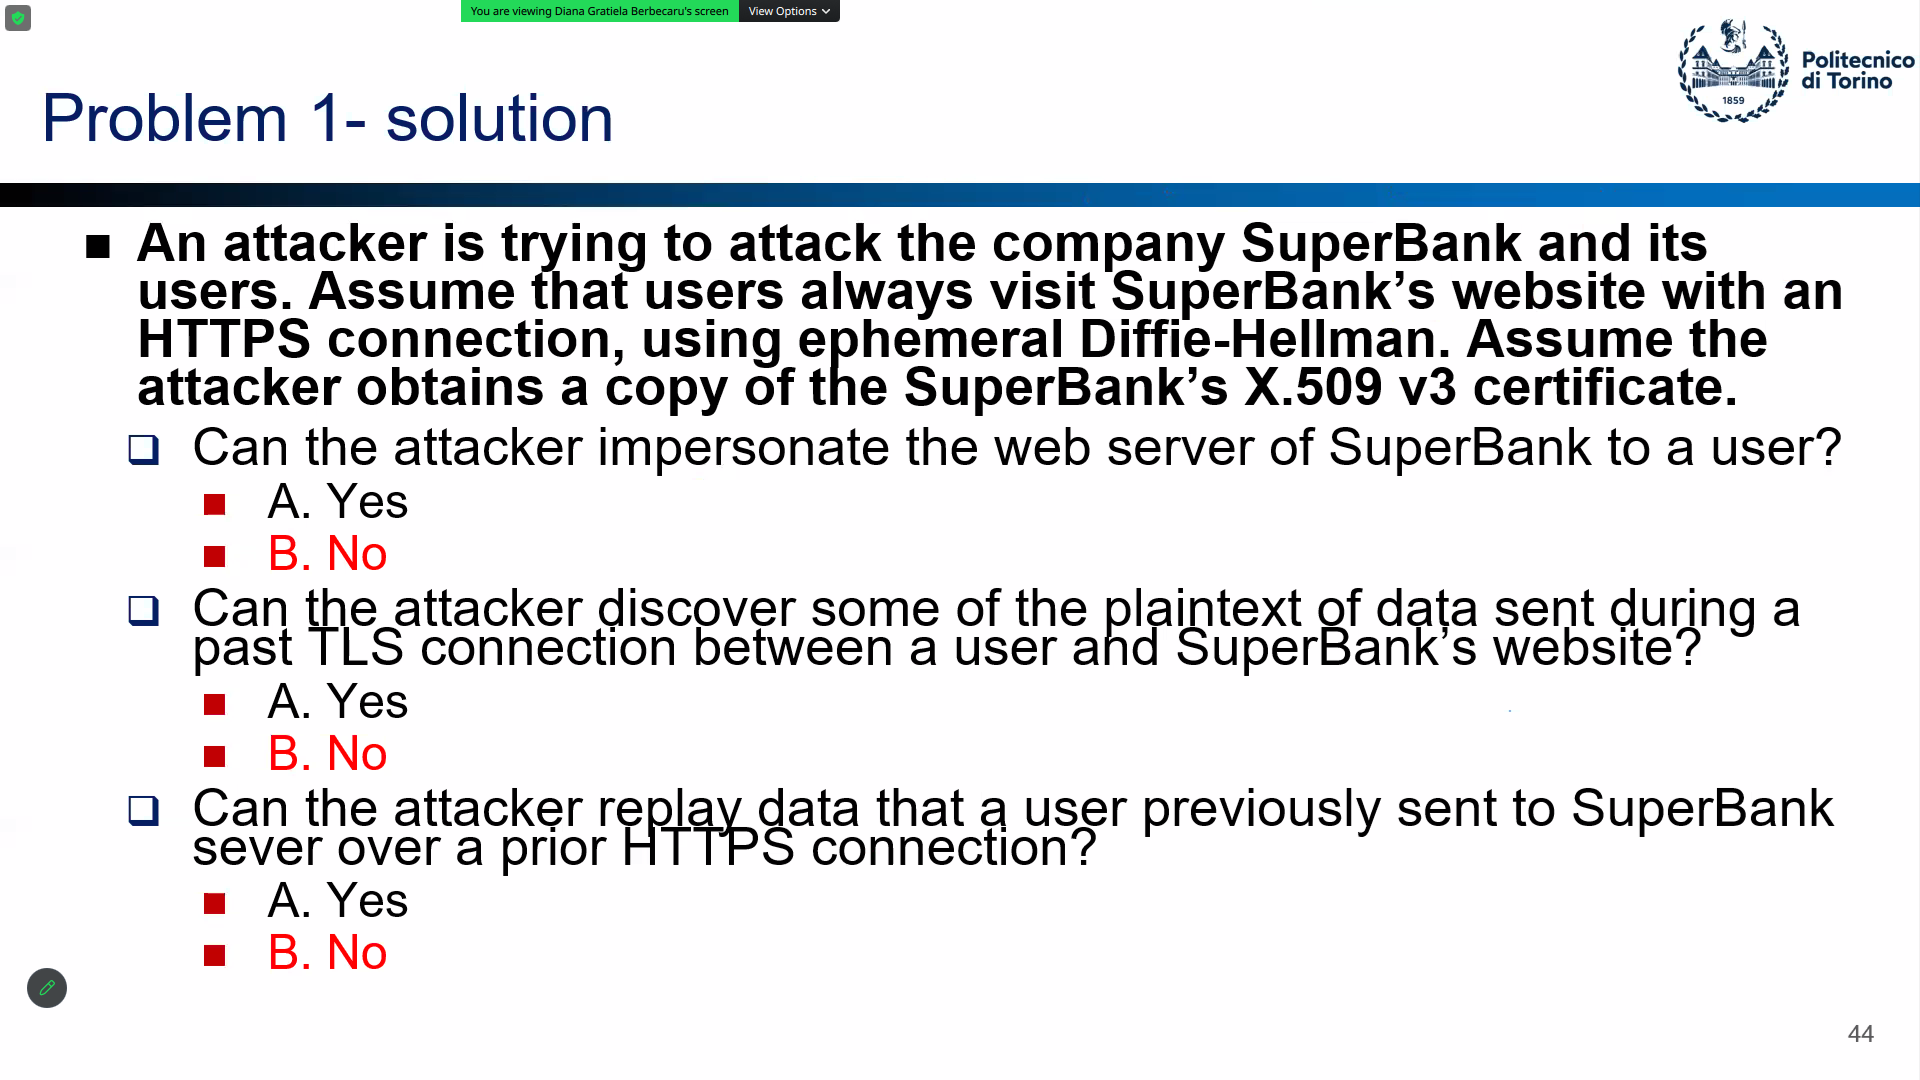 You are viewing Diana Gratiela Berbecaru's screen View Options
Politecnico
di Torino
1859
Problem 1- solution
An attacker is trying to attack the company SuperBank and its
users. Assume that users always visit SuperBank’s website with an
HTTPS connection, using ephemeral Diffie-Hellman. Assume the
attacker obtains a copy of the SuperBank’s X.509 v3 certificate.
Can the attacker impersonate the web server of SuperBank to a user?
A. Yes
B. No
Can the attacker discover some of the plaintext of data sent during a
past TLS connection between a user and SuperBank’s website?
A. Yes
B. No
Can the attacker replay data that a user previously sent to SuperBank
sever over a prior HTTPS connection?
A. Yes
B. No
44